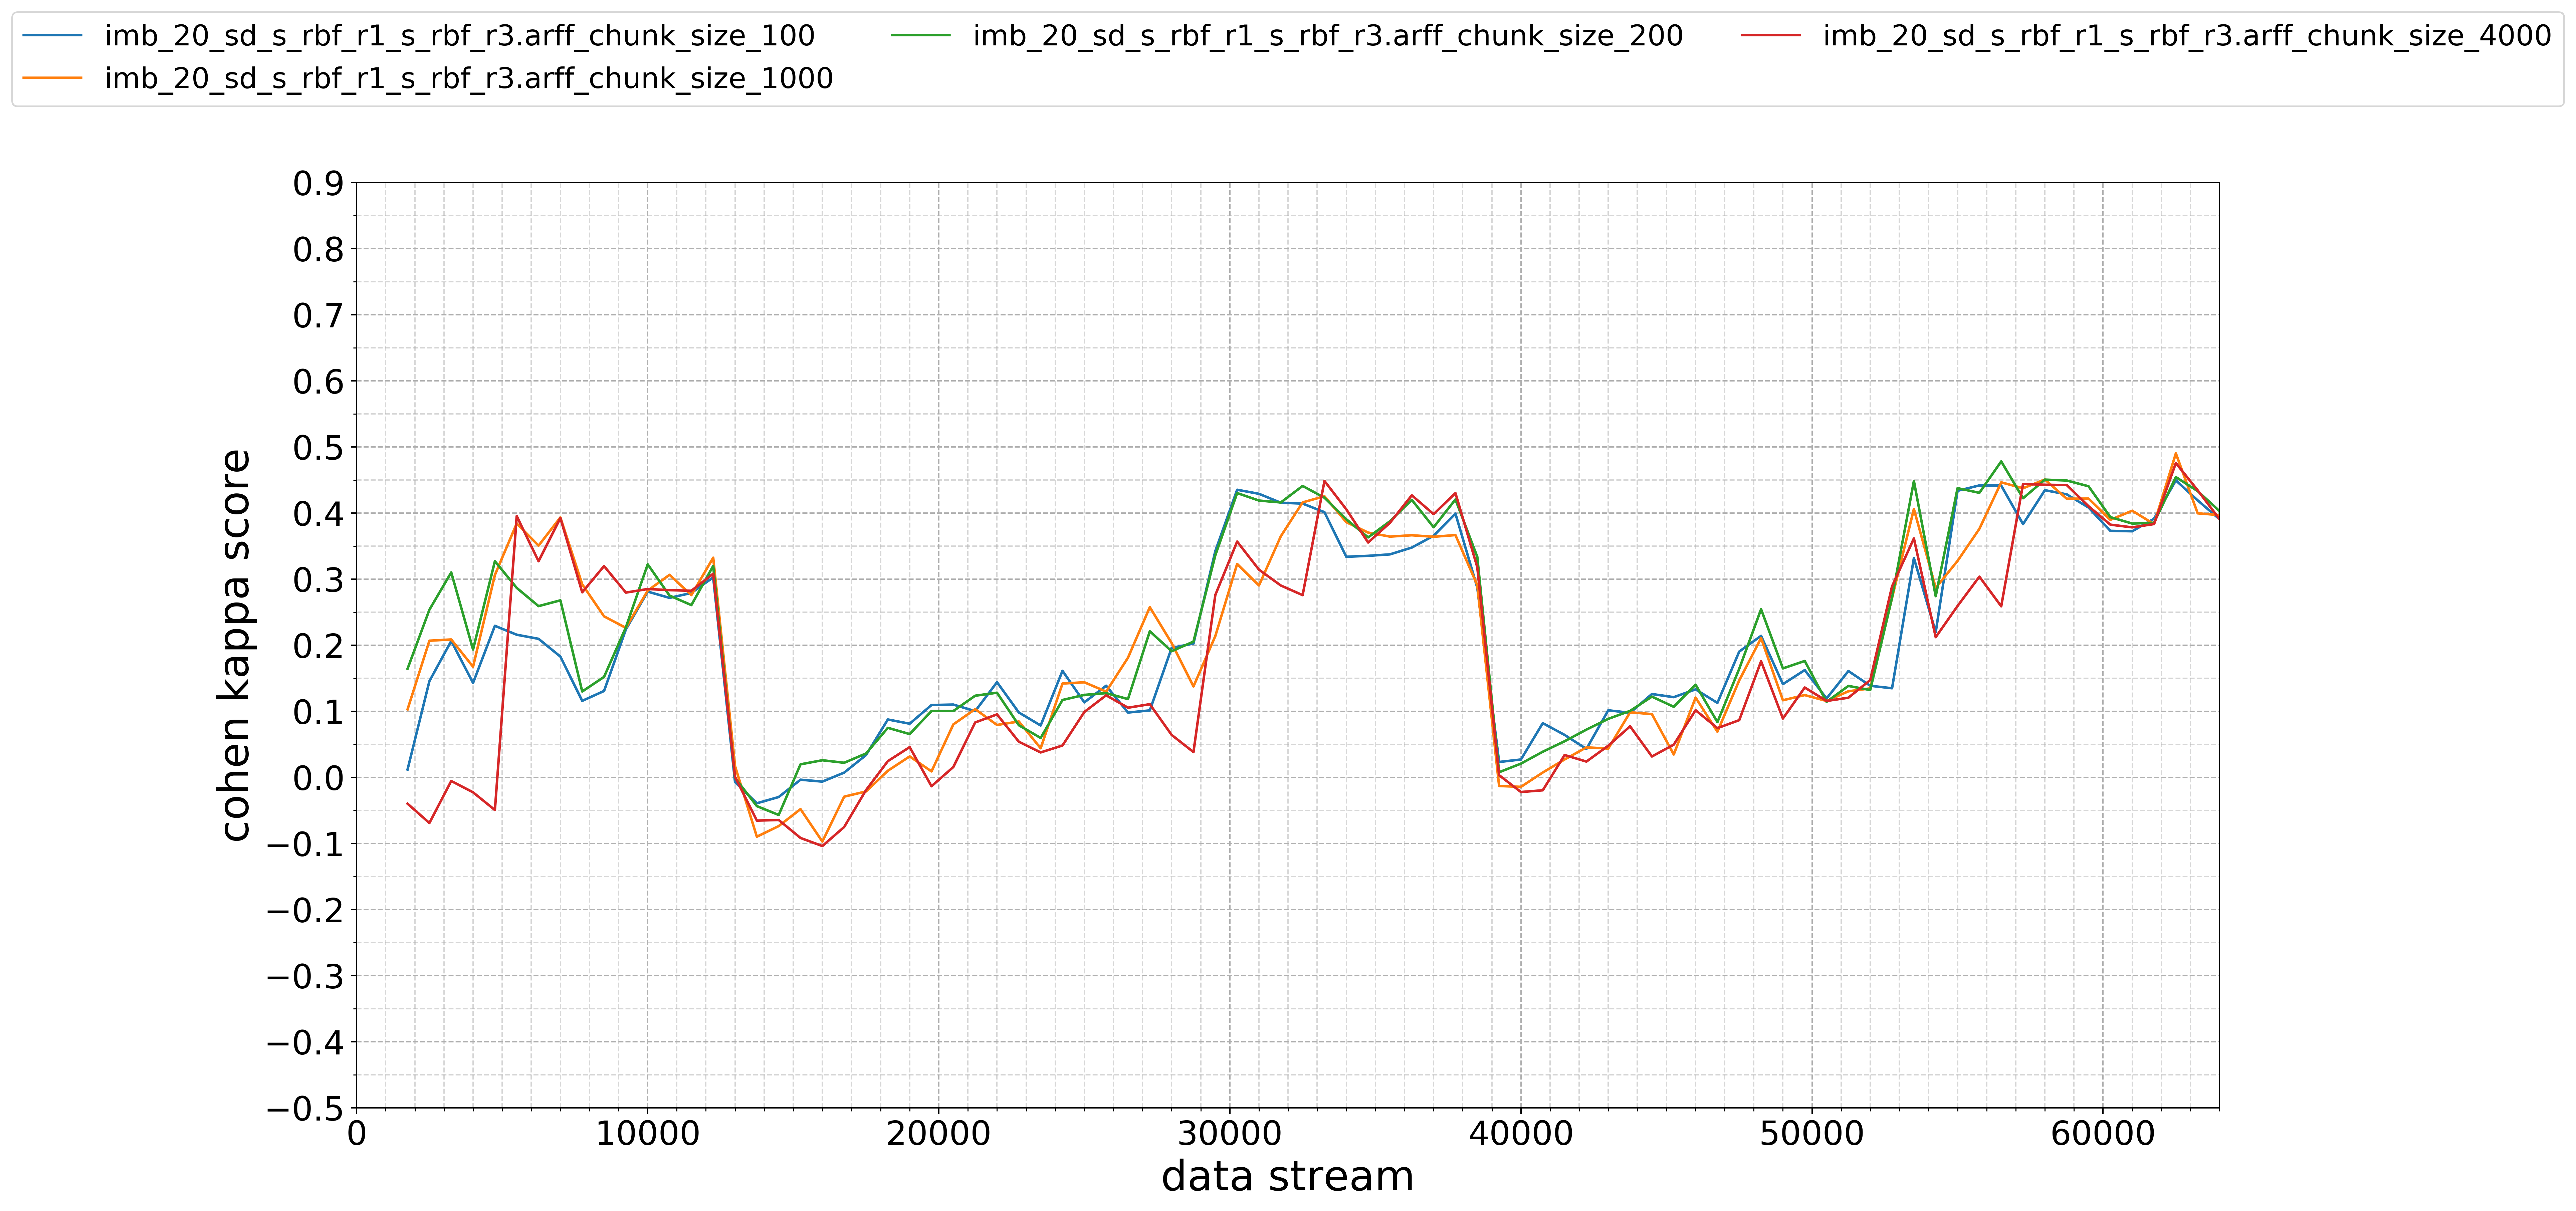 imb_20_sd_s_rbf_r1_s_rbf_r3.arff_chunk_size_100
imb_20_sd_s_rbf_r1_s_rbf_r3.arff_chunk_size_1000
imb_20_sd_s_rbf_r1_s_rbf_r3.arff_chunk_size_200
imb_20_sd_s_rbf_r1_s_rbf_r3.arff_chunk_size_4000
cohen kappa score
0.9
0.8
0.7
0.6
0.5
0.4
0.3
0.2
0.1
0.0
−0.1
−0.2
−0.3
−0.4
−0.5
0 10000 20000 30000 40000 50000 60000
data stream